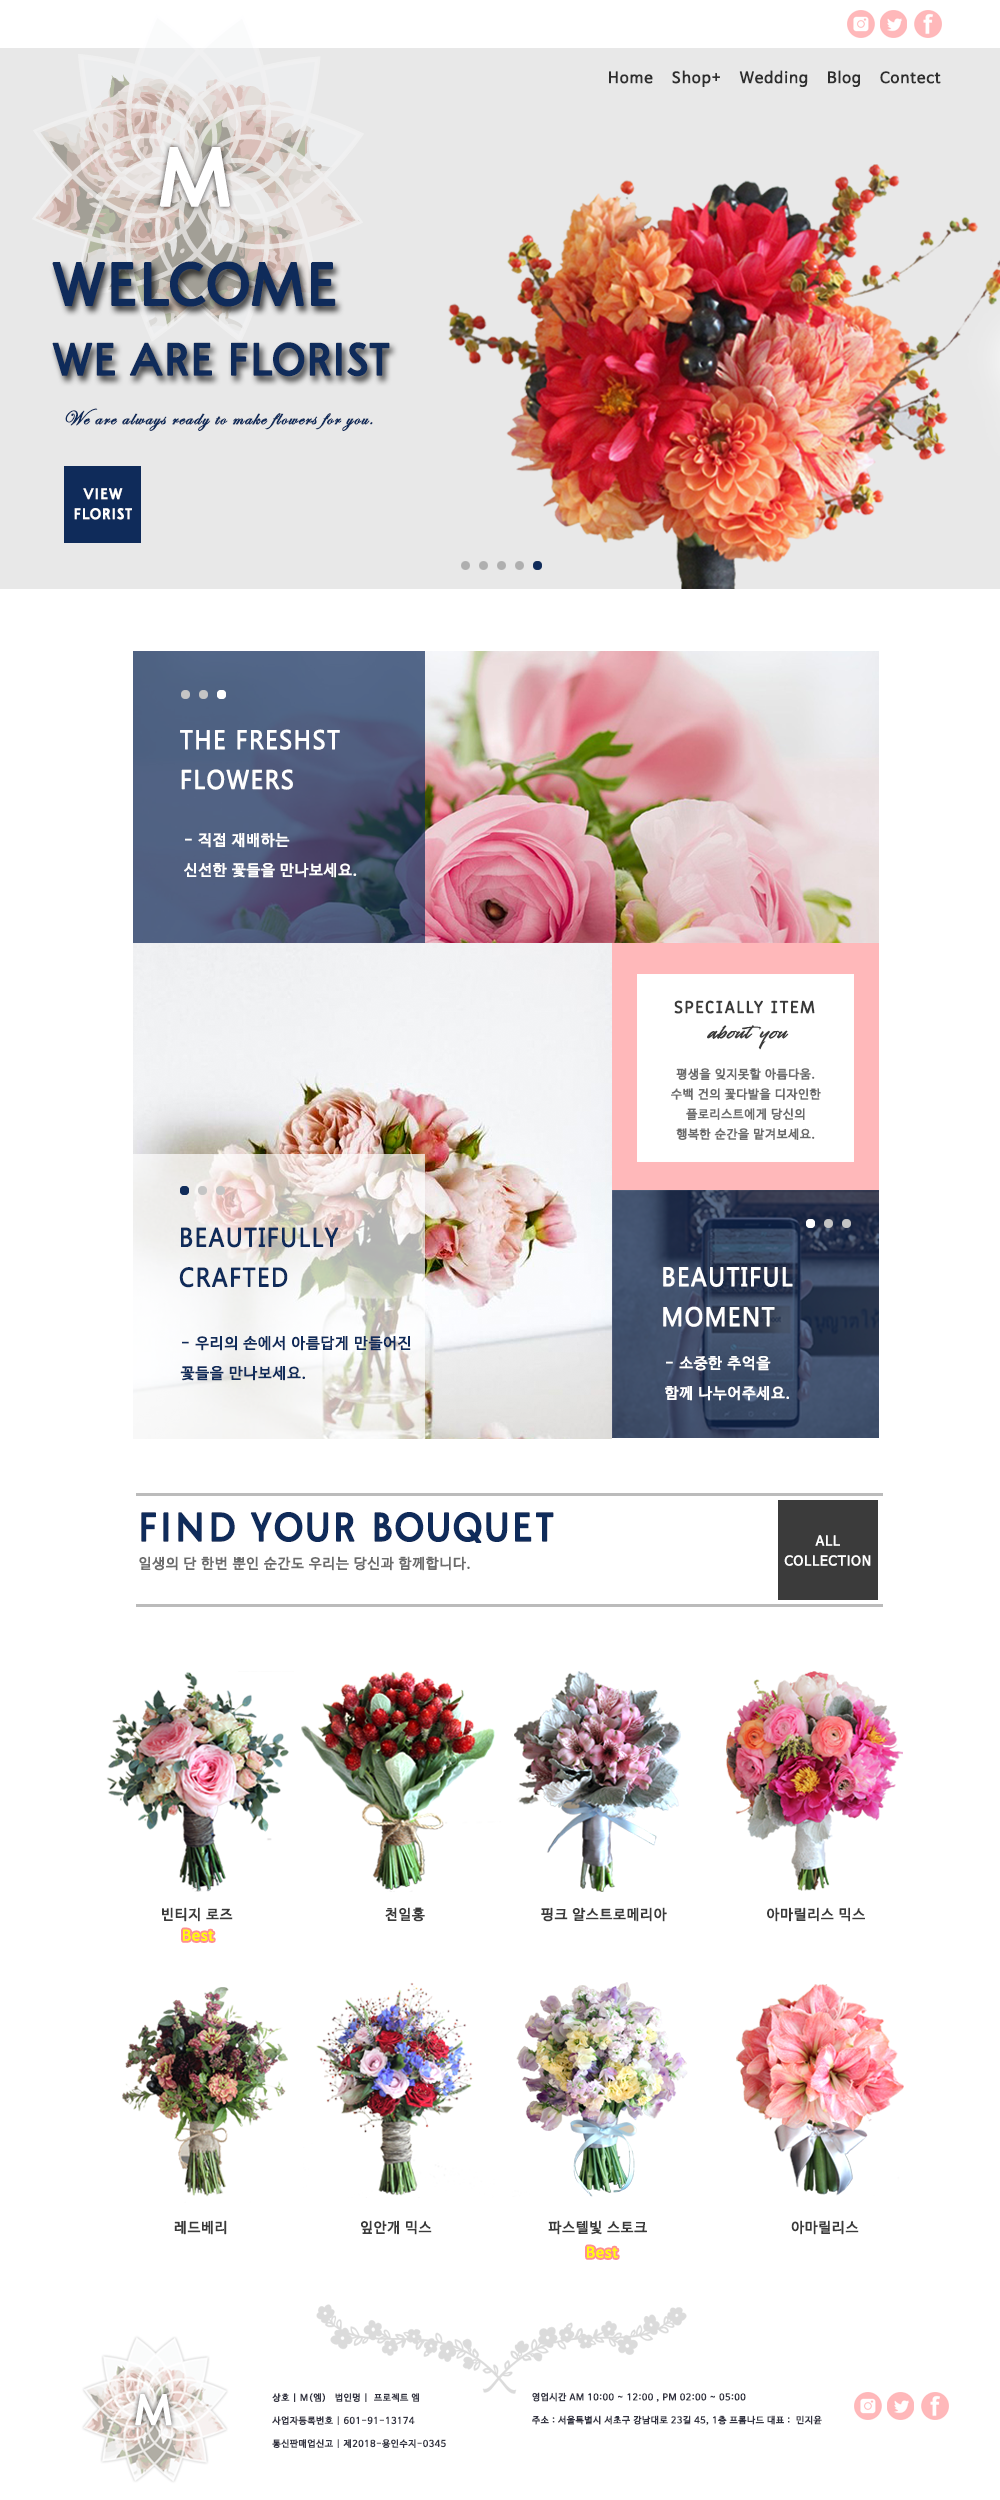 Home Shop+ Wedding Blog Contect
M
WELCOME
WE ARE FLORIST
We are always ready to make flowers for you.
VIEW
FLORIST
THE FRESHST
FLOWERS
- 직접 재배하는
신선한 꽃들을 만나보세요.
SPECIALLY ITEM
about you
평생을 잊지못할 아름다움.
수백 건의 꽃다발을 디자인한
플로리스트에게 당신의
행복한 순간을 맡겨보세요.
BEAUTIFULLY
CRAFTED
- 우리의 손에서 아름답게 만들어진
꽃들을 만나보세요.
BEAUTIFUL
MOMENT
- 소중한 추억을
함께 나누어주세요.
FIND YOUR BOUQUET
일생의 단 한번 뿐인 순간도 우리는 당신과 함께합니다.
ALL
COLLECTION
빈티지 로즈
Best
천일홍
핑크 알스트로메리아
아마릴리스 믹스
레드베리
잎안개 믹스
파스텔빛 스토크
Best
아마릴리스
M
상호 | M(엠) 법인명 | 프로젝트 엠
사업자등록번호 | 601-91-13174
통신판매업신고 | 제2018-용인수지-0345
영업시간 AM 10:00 ~ 12:00 , PM 02:00 ~ 05:00
주소 : 서울특별시 서초구 강남대로 23길 45, 1층 프롬나드 대표 : 민지윤